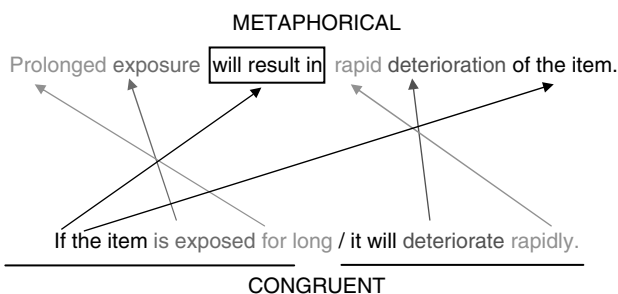 METAPHORICAL
Prolonged exposure will result in rapid deterioration of the item.
If the item is exposed for long / it will deteriorate rapidly.
CONGRUENT